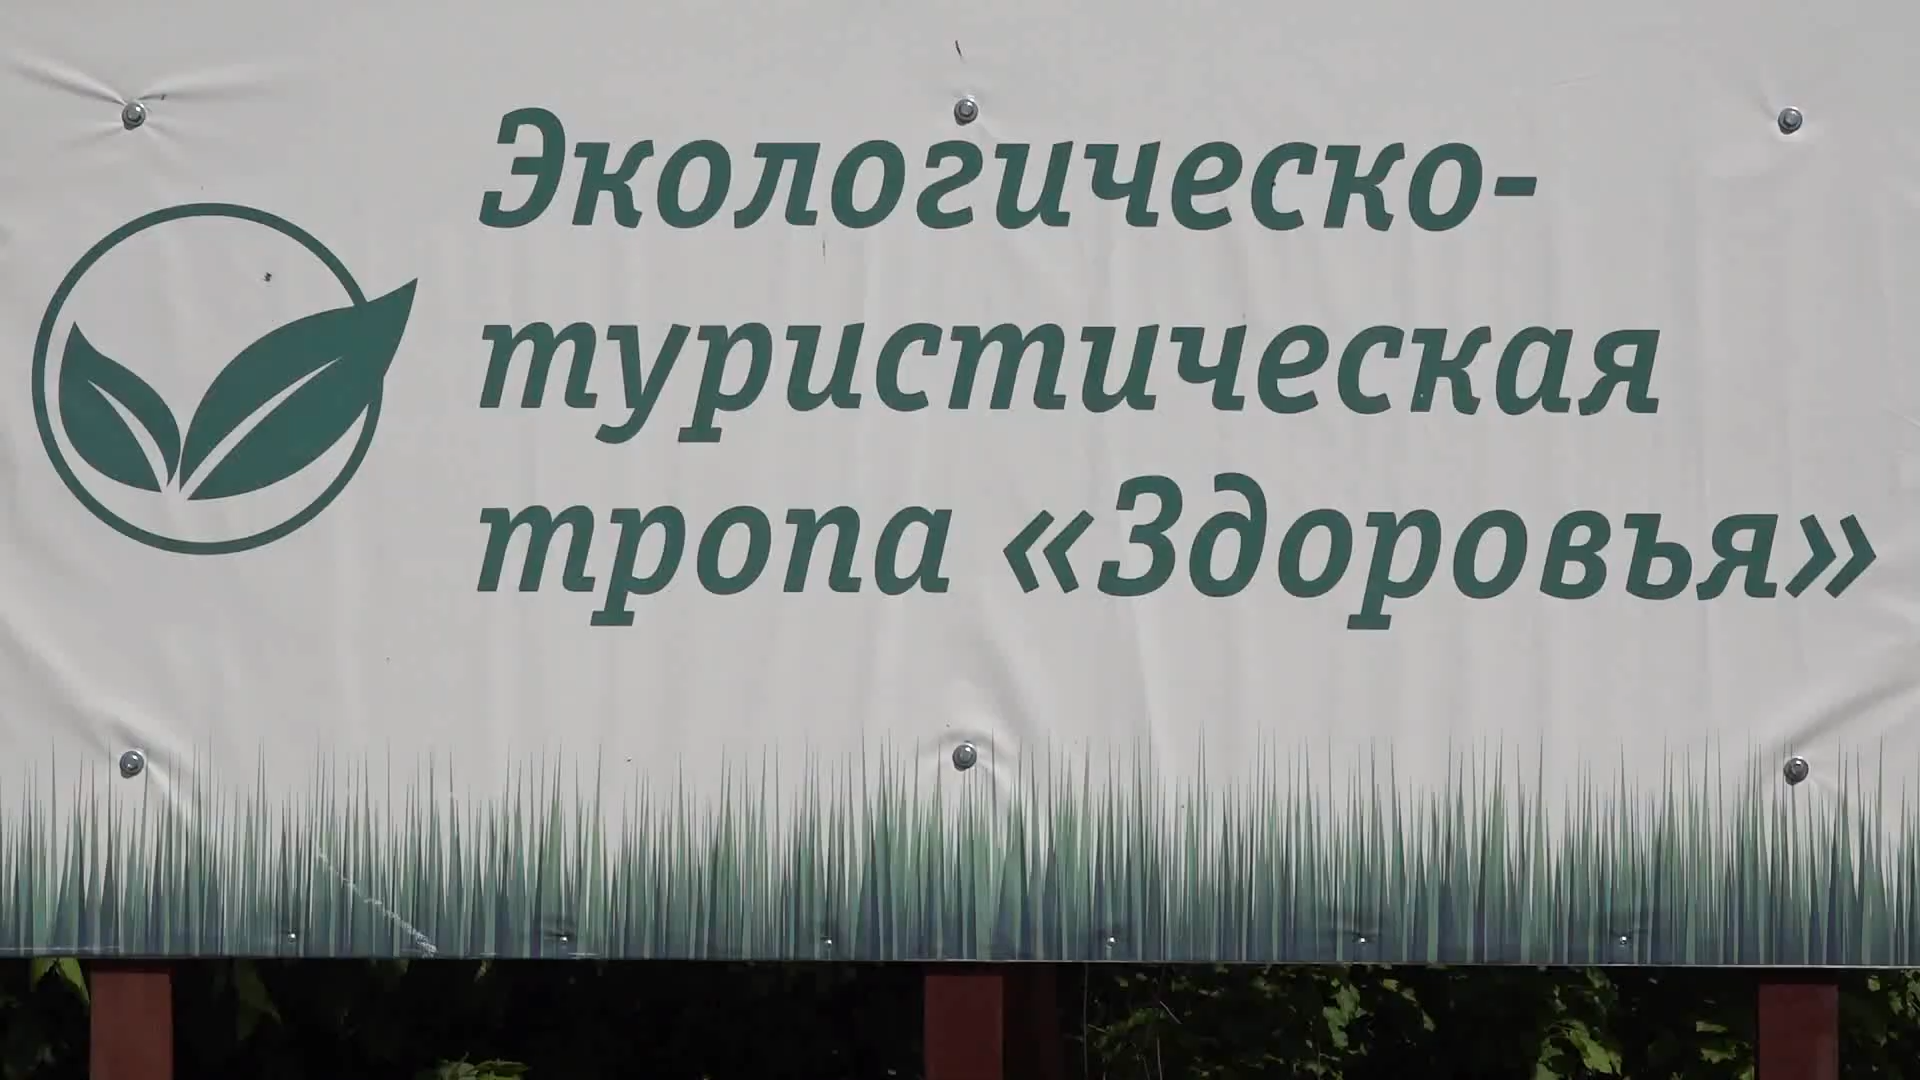 Экологическо-
туристическая
тропа «Здоровья»